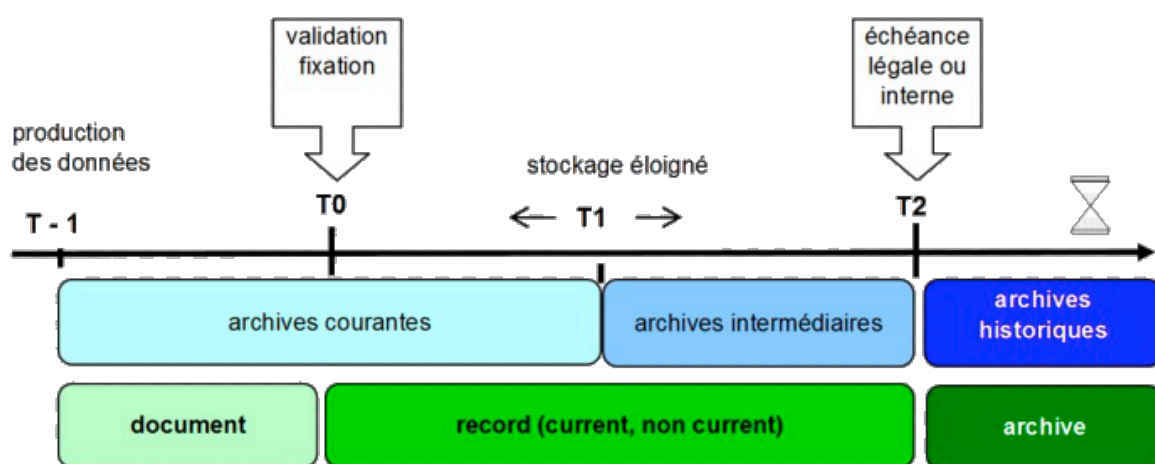 validation
fixation
échéance
légale ou
interne
production
des données
stockage éloigné
T - 1
T0
T1
T2
archives courantes
archives intermédiaires
archives
historiques
document
record (current, non current)
archive